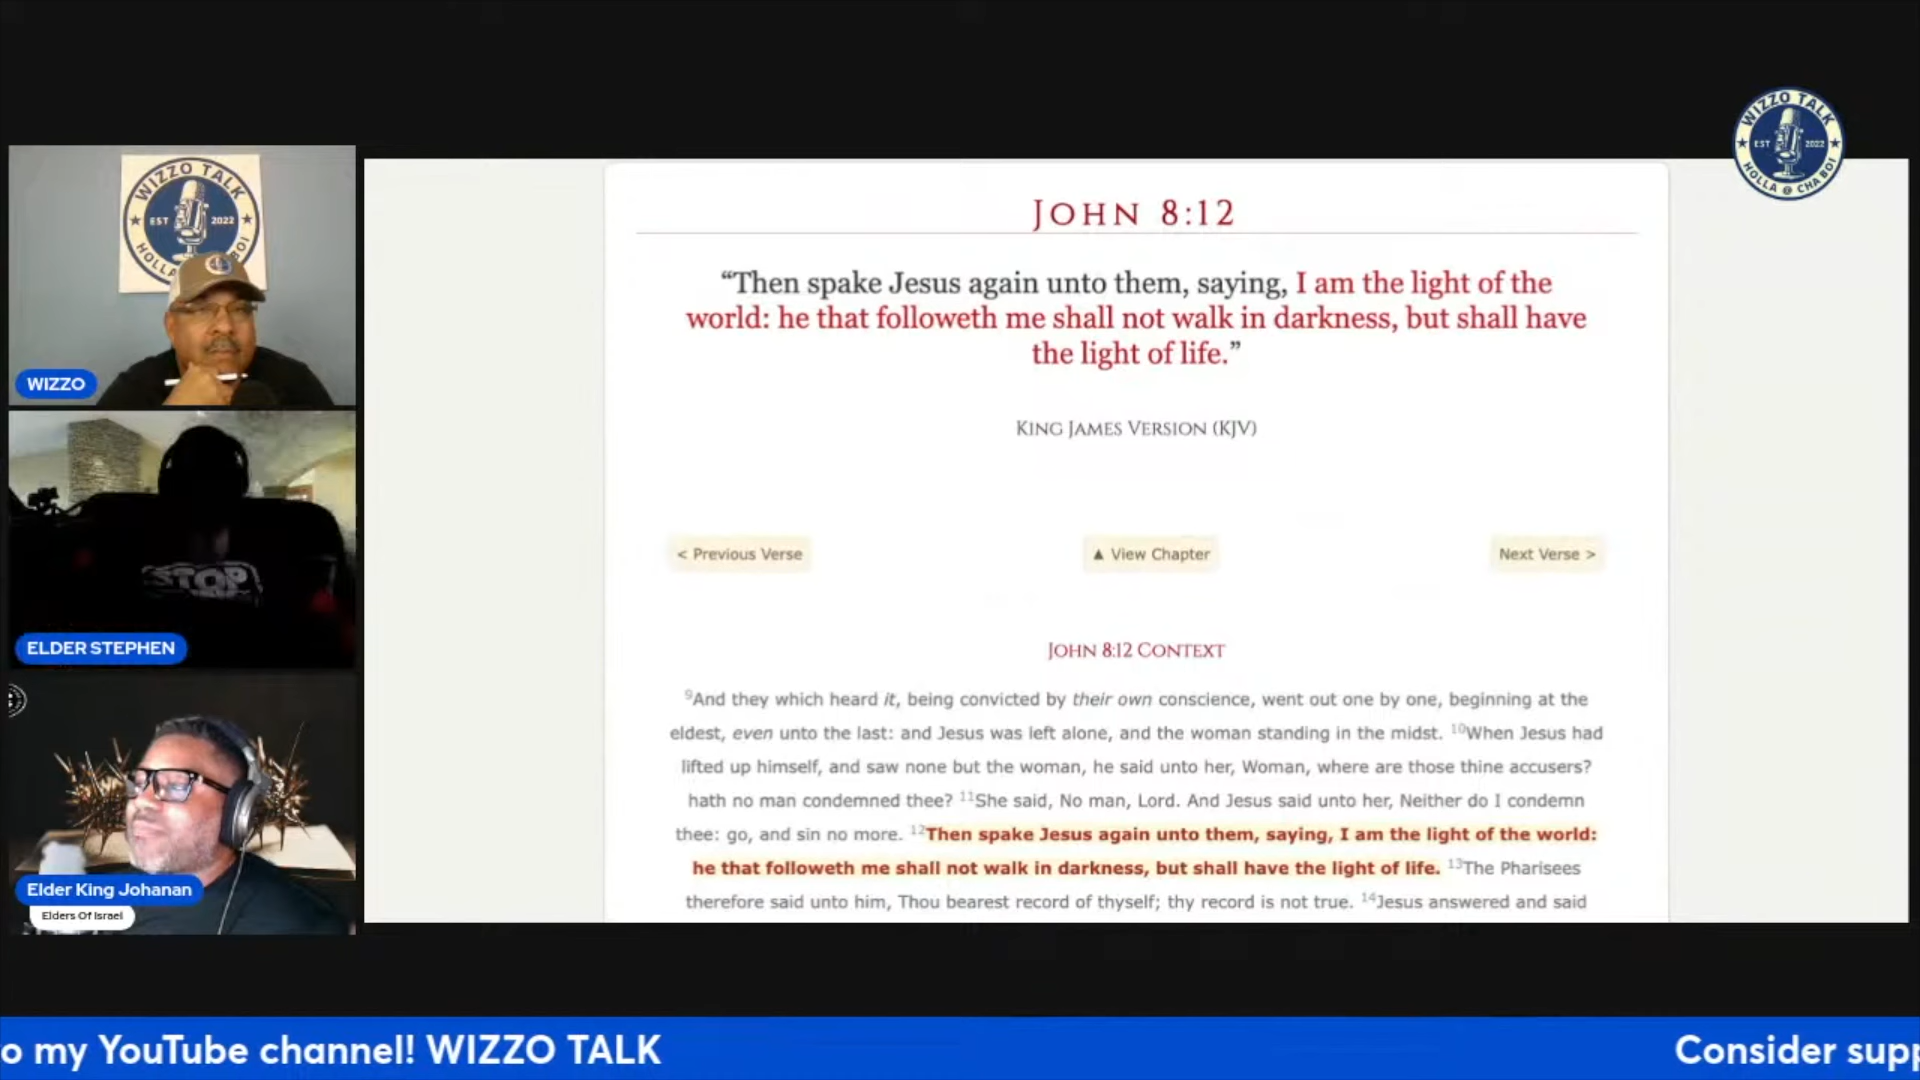 WIZZO TALK
EST 2022
HOLLA @ CHA BOI
WIZZO TALK
EST 2022
HOLLA BOI
WIZZO
STOP
ELDER STEPHEN
Elder King Johanan
Elders Of Israel
John 8:12
“Then spake Jesus again unto them, saying, I am the light of the
world: he that followeth me shall not walk in darkness, but shall have
the light of life.”
King James Version (KJV)
< Previous Verse
▲ View Chapter
Next Verse >
John 8:12 Context
9And they which heard it, being convicted by their own conscience, went out one by one, beginning at the
eldest, even unto the last: and Jesus was left alone, and the woman standing in the midst. 10When Jesus had
lifted up himself, and saw none but the woman, he said unto her, Woman, where are those thine accusers?
hath no man condemned thee? 11She said, No man, Lord. And Jesus said unto her, Neither do I condemn
thee: go, and sin no more. 12Then spake Jesus again unto them, saying, I am the light of the world:
he that followeth me shall not walk in darkness, but shall have the light of life. 13The Pharisees
therefore said unto him, Thou bearest record of thyself; thy record is not true. 14Jesus answered and said
o my YouTube channel! WIZZO TALK
Consider supp